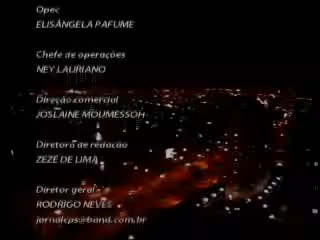 Opec
ELISÂNGELA PAFUME
Chefe de operações
NEY LAURIANO
Direção comercial
JOSLAINE MOUMESSOH
Diretora de redação
ZEZÉ DE LIMA
Diretor geral
RODRIGO NEVES
jornalcps@band.com.br